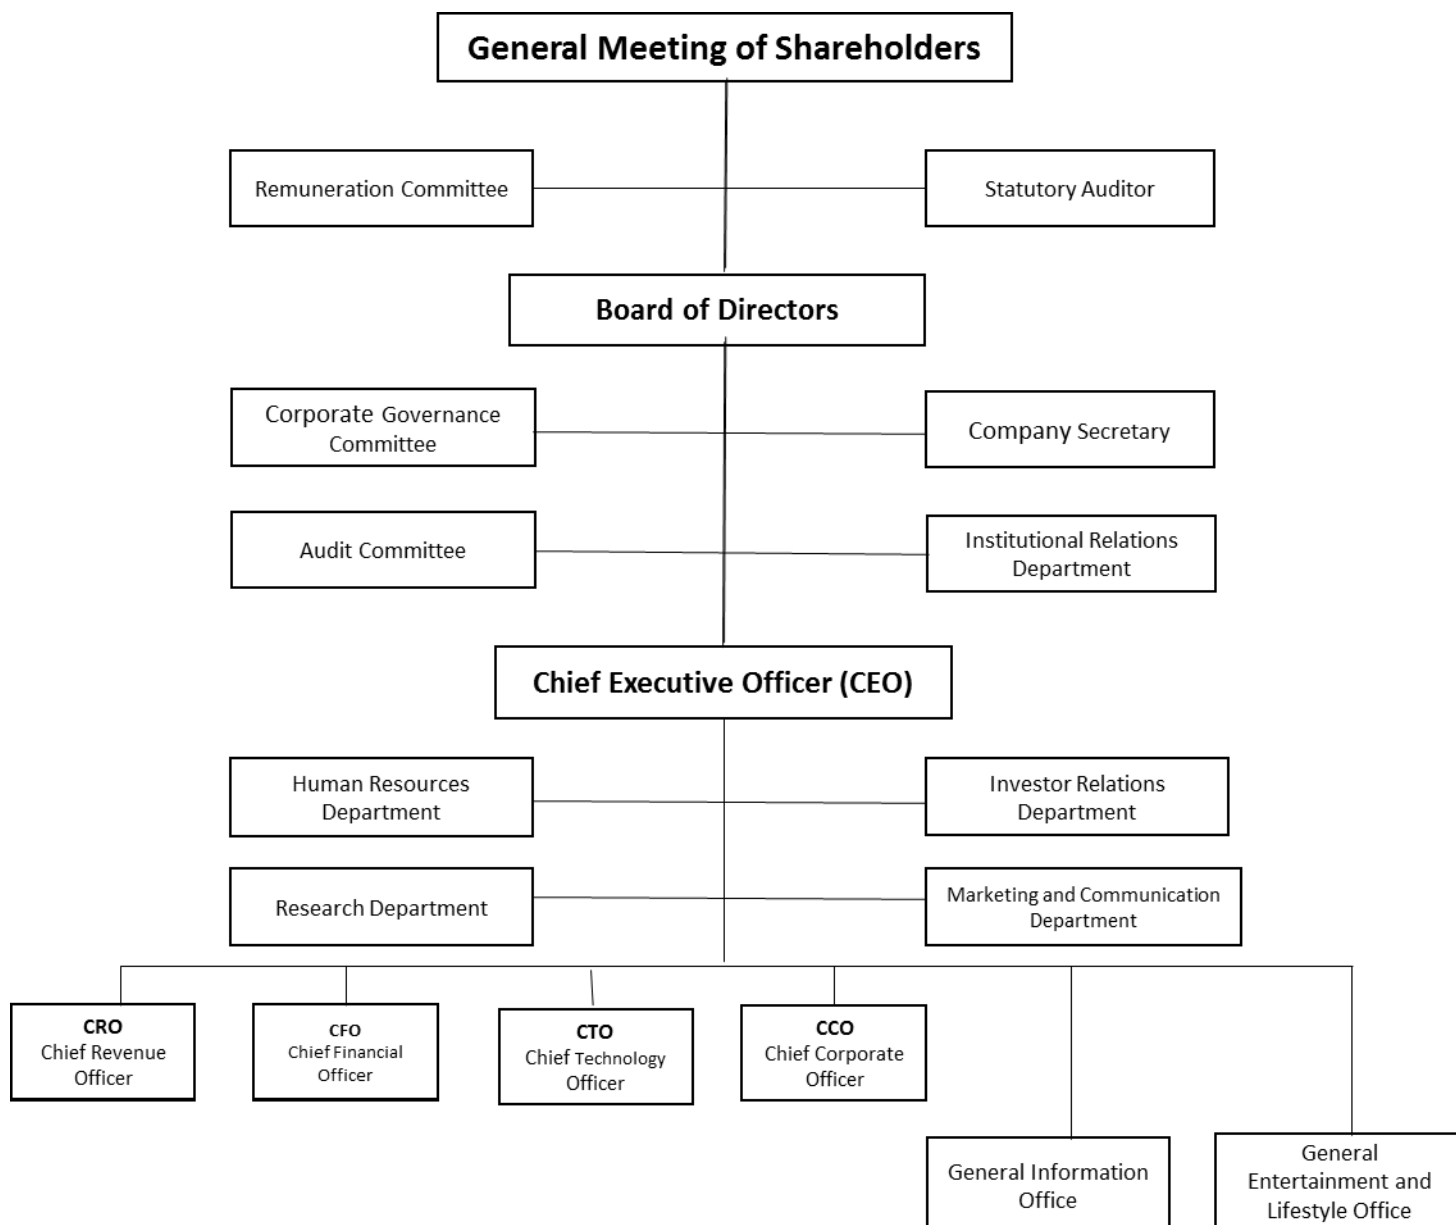 General Meeting of Shareholders
Remuneration Committee
Statutory Auditor
Board of Directors
Corporate Governance
Committee
Company Secretary
Audit Committee
Institutional Relations
Department
Chief Executive Officer (CEO)
Human Resources
Department
Investor Relations
Department
Research Department
Marketing and Communication
Department
CRO
Chief Revenue
Officer
CFO
Chief Financial
Officer
CTO
Chief Technology
Officer
CCO
Chief Corporate
Officer
General Information
Office
General
Entertainment and
Lifestyle Office